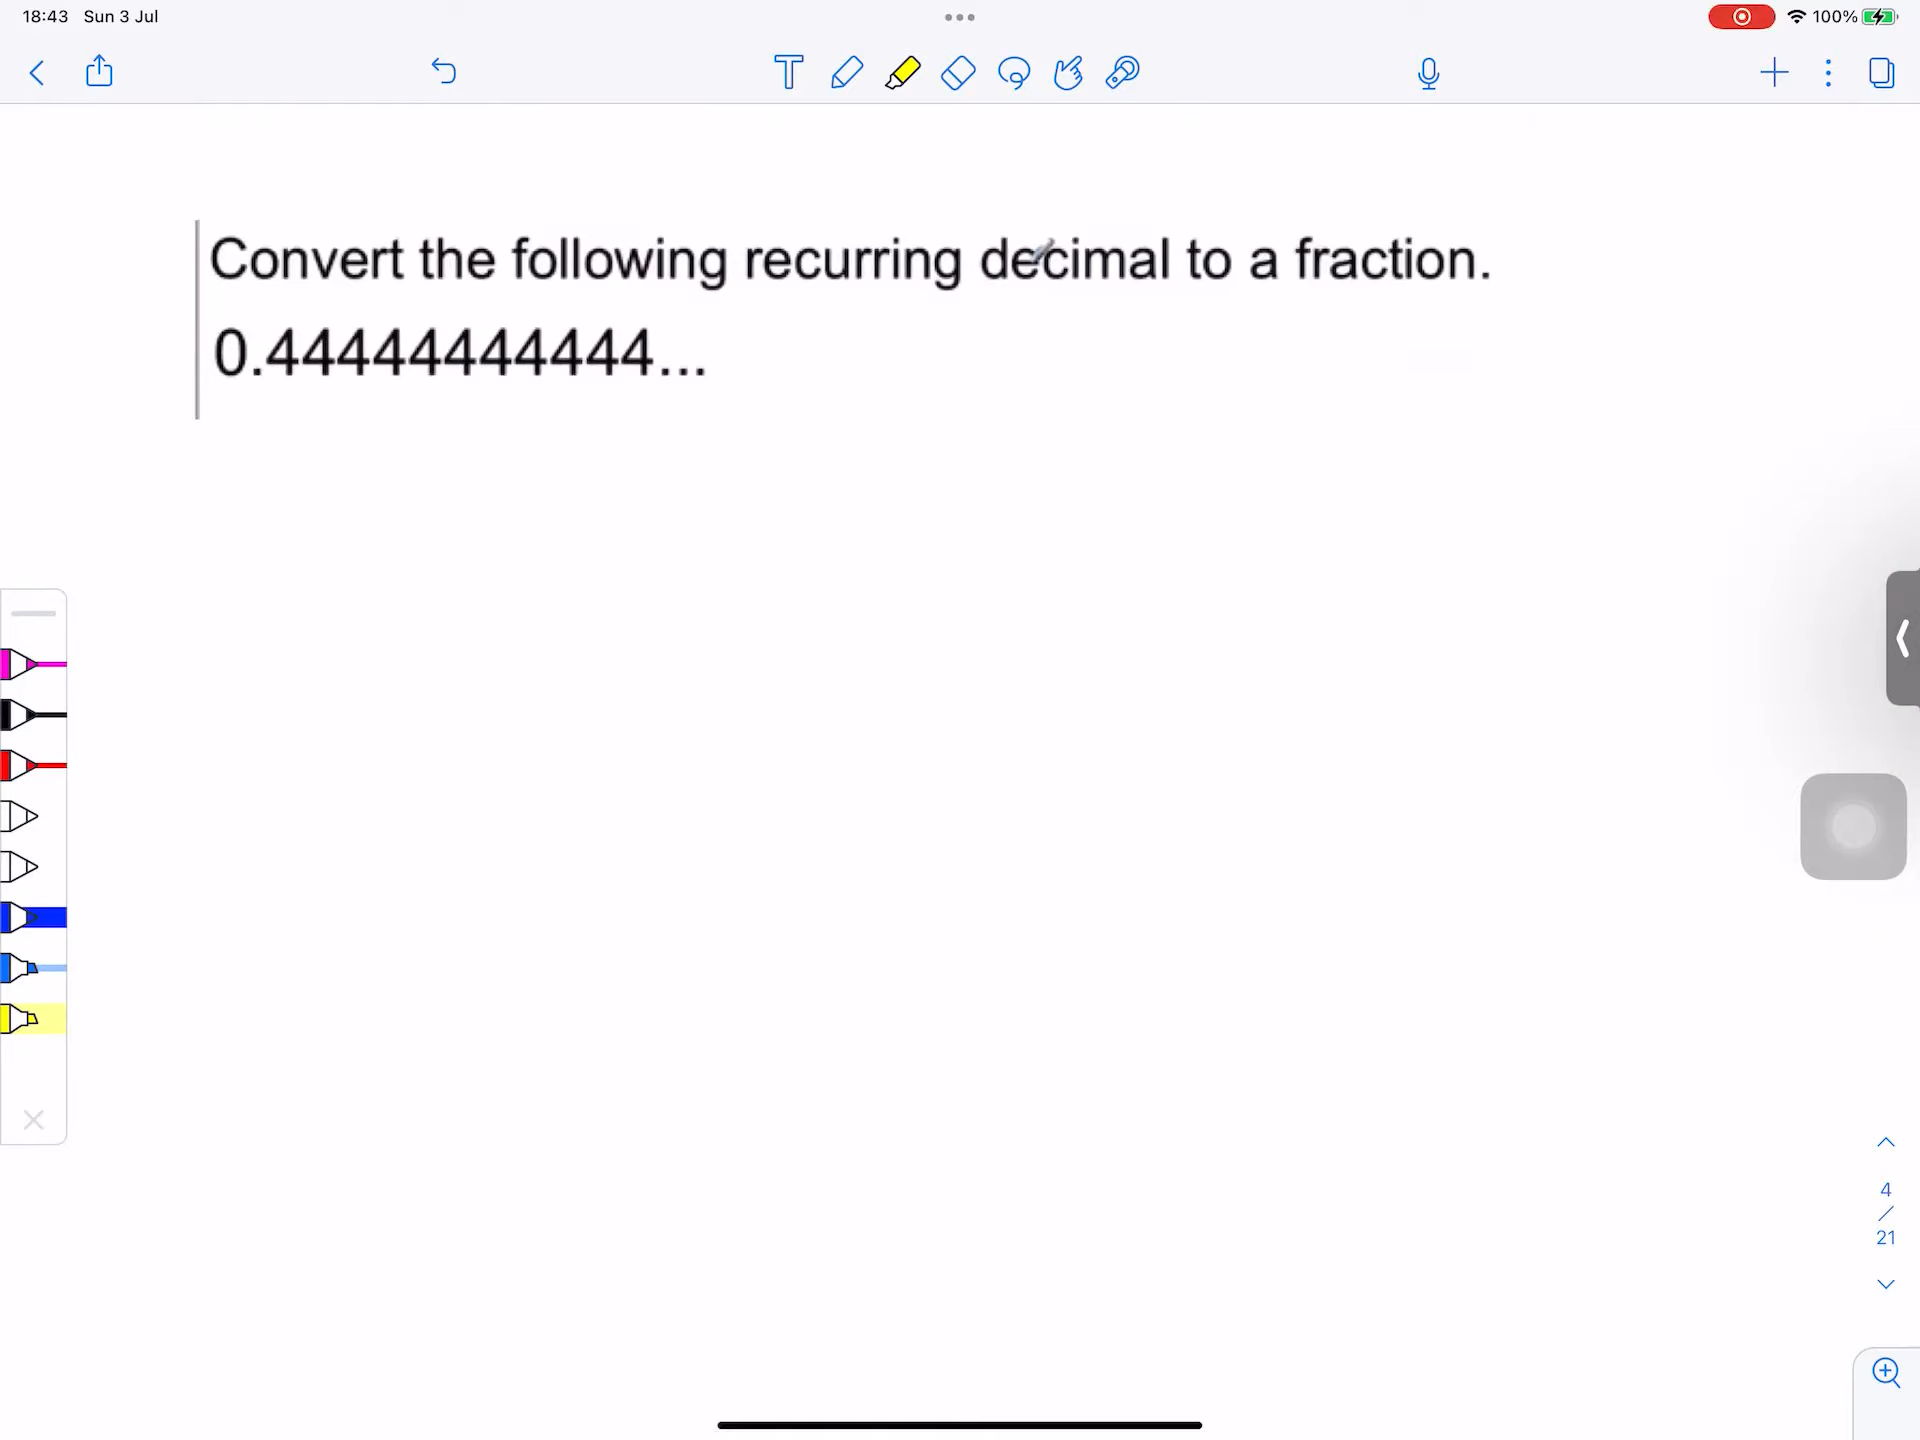 18:43 Sun 3 Jul
100%
Convert the following recurring decimal to a fraction.
0.44444444444...
4
/
21